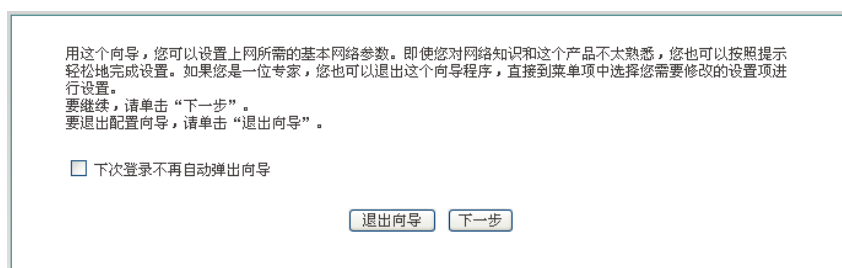 用这个向导，您可以设置上网所需的基本网络参数。即使您对网络知识和这个产品不太熟悉，您也可以按照提示
轻松地完成设置。如果您是一位专家，您也可以退出这个向导程序，直接到菜单项中选择您需要修改的设置项进
行设置。
要继续，请单击“下一步”。
要退出配置向导，请单击“退出向导”。
下次登录不再自动弹出向导
退出向导 下一步